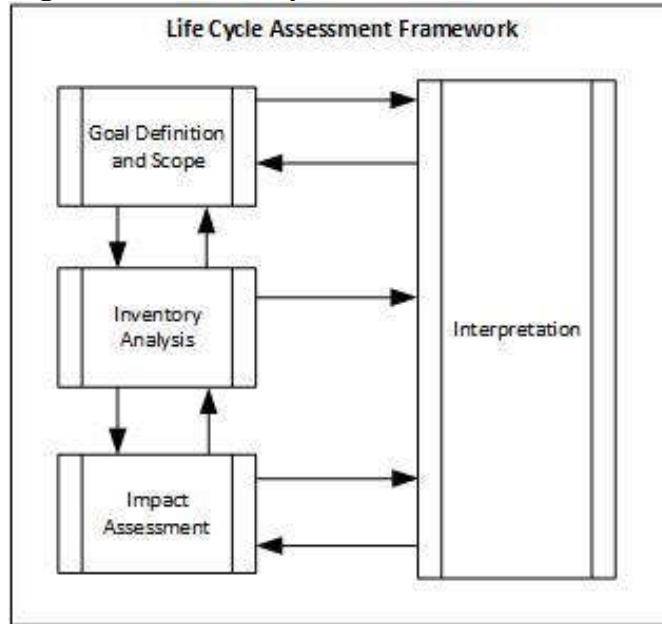 Life Cycle Assessment Framework
Goal Definition
and Scope
Inventory
Analysis
Interpretation
Impact
Assessment